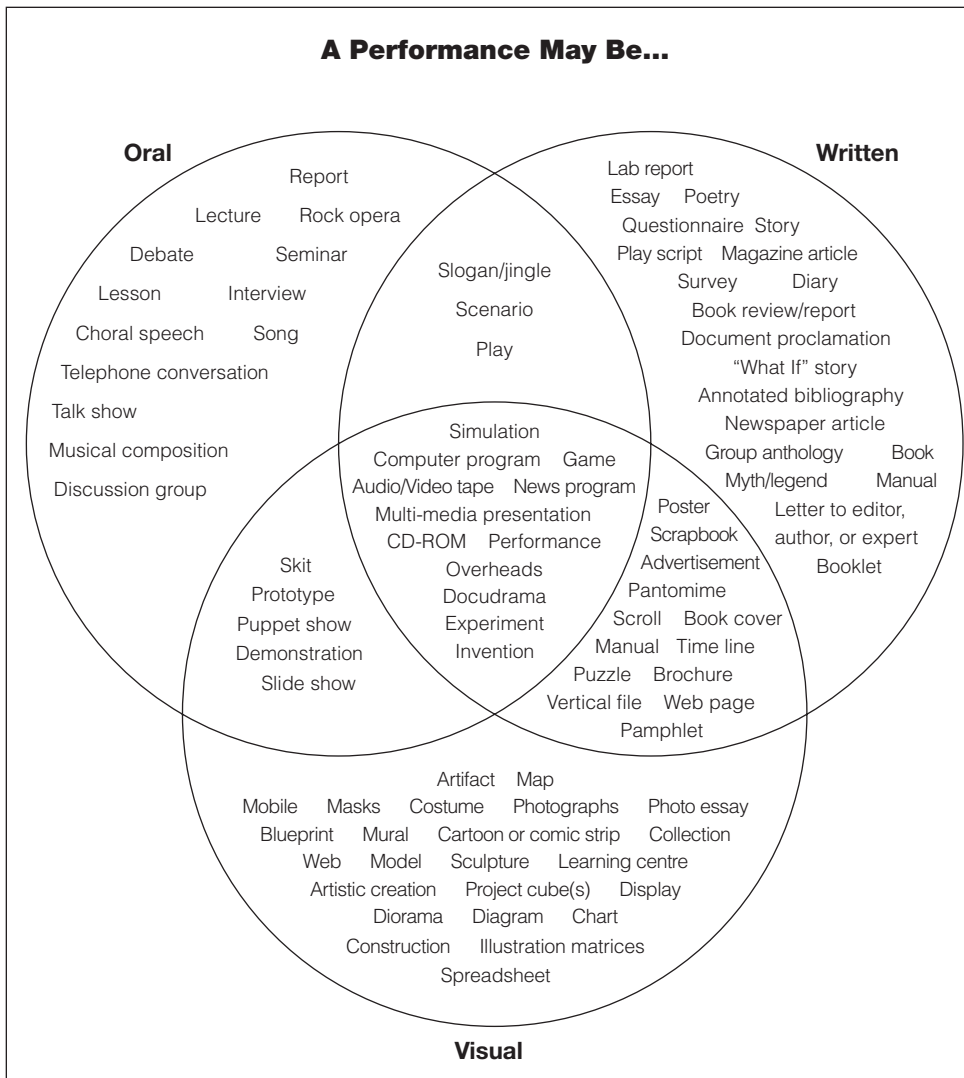 A Performance May Be...
Oral
Report
Lecture Rock opera
Debate Seminar
Lesson Interview
Choral speech Song
Telephone conversation
Talk show
Musical composition
Discussion group
Slogan/jingle
Scenario
Play
Written
Lab report
Essay Poetry
Questionnaire Story
Play script Magazine article
Survey Diary
Book review/report
Document proclamation
“What If” story
Annotated bibliography
Newspaper article
Group anthology Book
Myth/legend Manual
Letter to editor,
author, or expert
Booklet
Simulation
Computer program Game
Audio/Video tape News program
Multi-media presentation
CD-ROM Performance
Overheads
Docudrama
Experiment
Invention
Skit
Prototype
Puppet show
Demonstration
Slide show
Poster
Scrapbook
Advertisement
Pantomime
Scroll Book cover
Manual Time line
Puzzle Brochure
Vertical file Web page
Pamphlet
Artifact Map
Mobile Masks Costume Photographs Photo essay
Blueprint Mural Cartoon or comic strip Collection
Web Model Sculpture Learning centre
Artistic creation Project cube(s) Display
Diorama Diagram Chart
Construction Illustration matrices
Spreadsheet
Visual